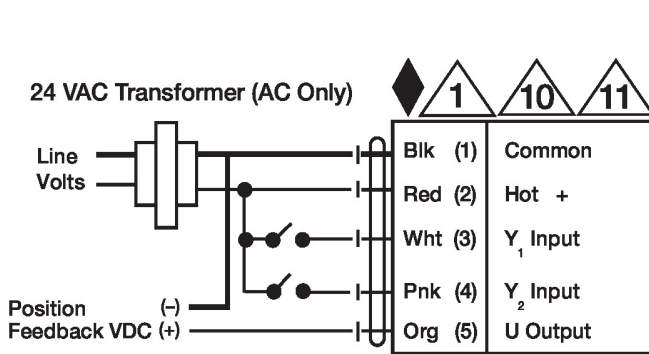 24 VAC Transformer (AC Only)
1 10 11
Line
Volts
Blk (1) Common
Red (2) Hot +
Wht (3) Y1 Input
Pnk (4) Y2 Input
Org (5) U Output
Position (–)
Feedback VDC (+)